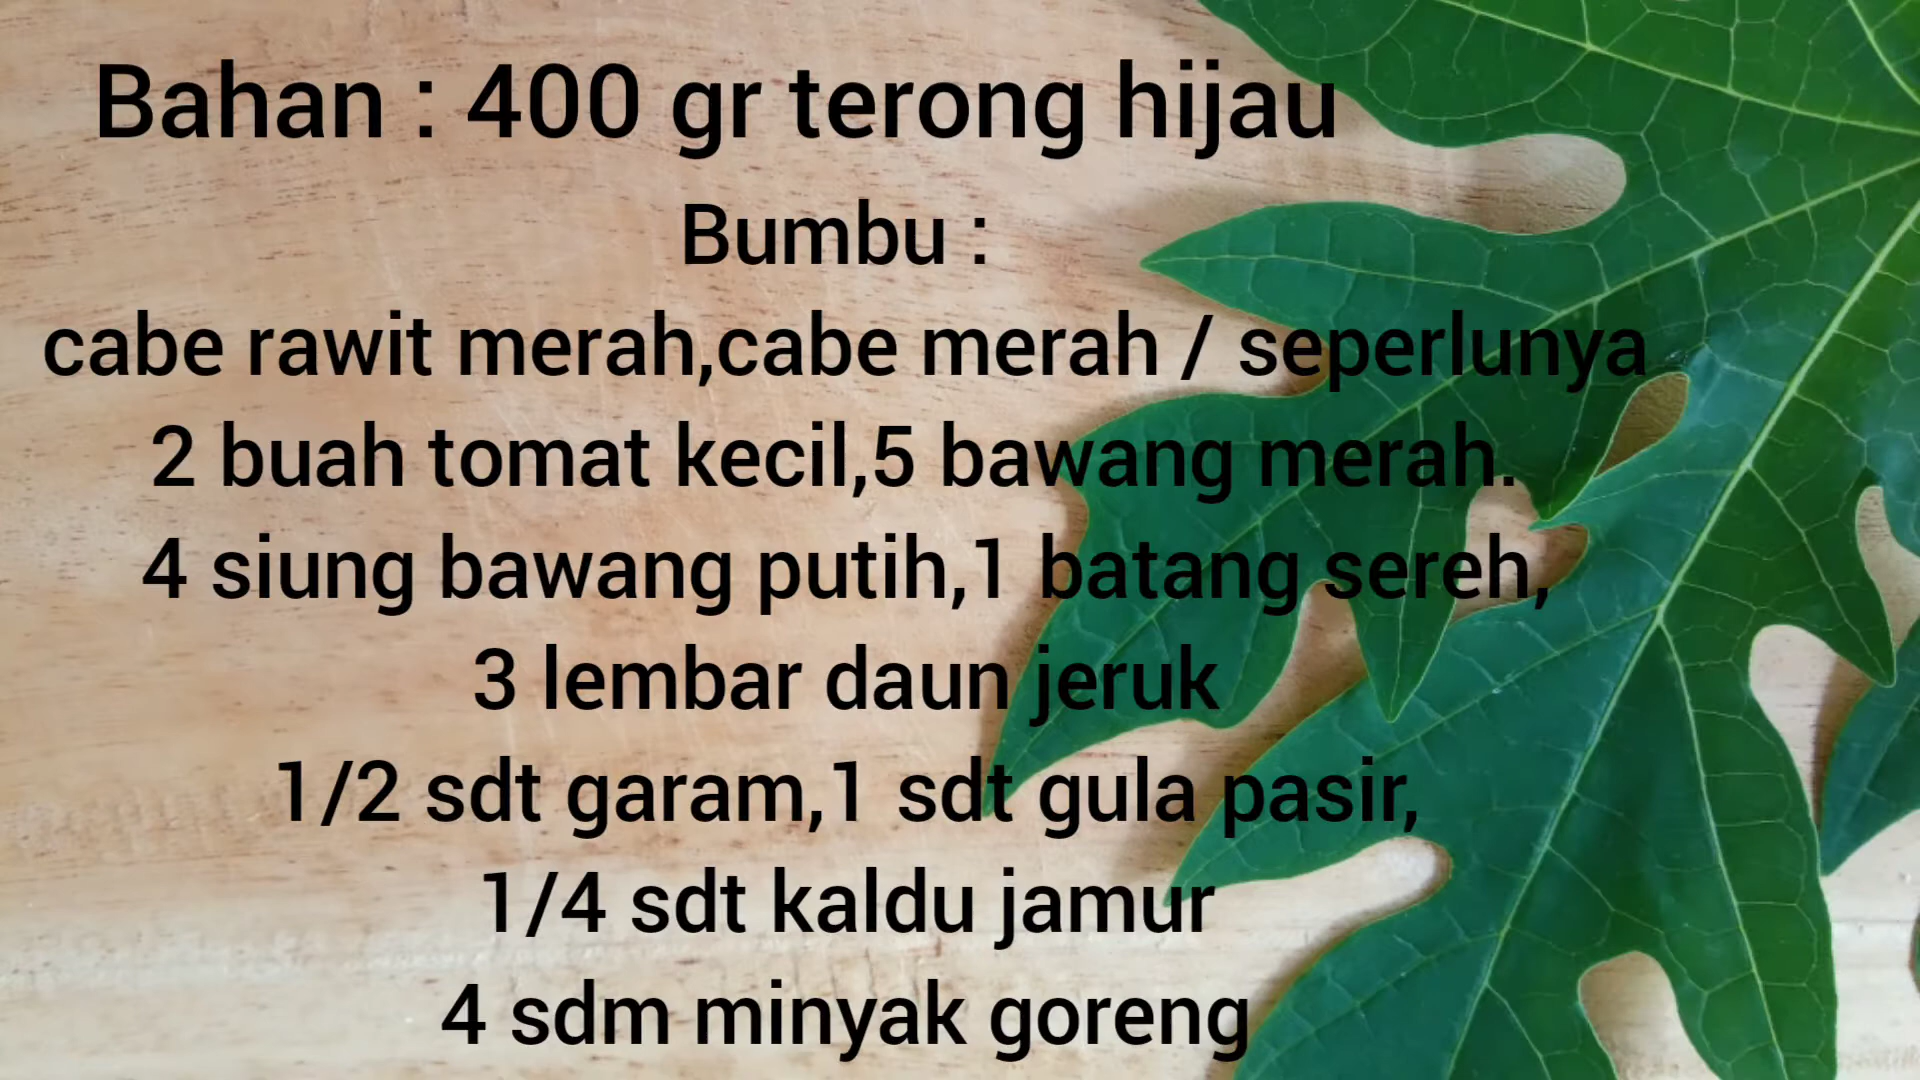 Bahan : 400 gr terong hijau
Bumbu :
cabe rawit merah,cabe merah / seperlunya
2 buah tomat kecil,5 bawang merah.
4 siung bawang putih,1 batang sereh,
3 lembar daun jeruk
1/2 sdt garam,1 sdt gula pasir,
1/4 sdt kaldu jamur
4 sdm minyak goreng